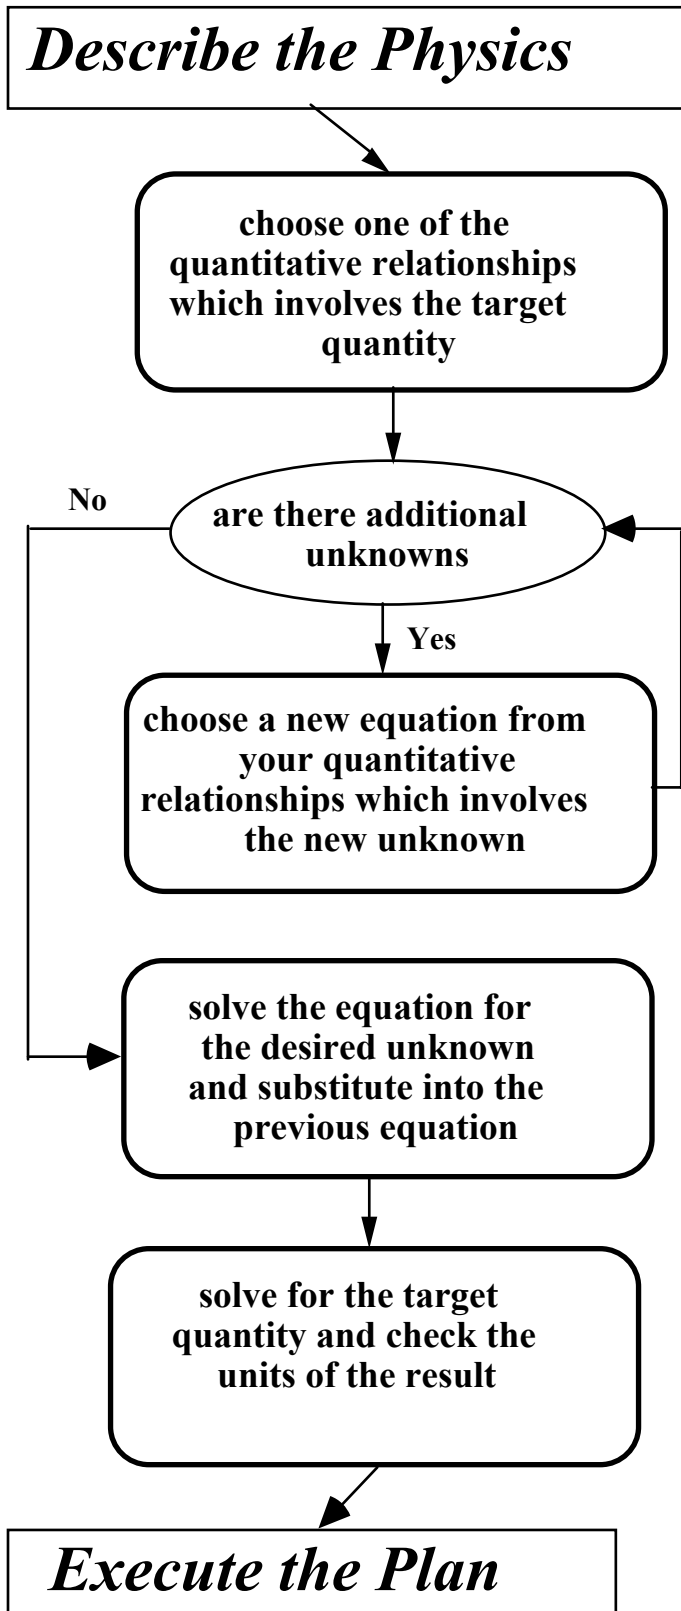 Describe the Physics
choose one of the
quantitative relationships
which involves the target
quantity
No
are there additional
unknowns
Yes
choose a new equation from
your quantitative
relationships which involves
the new unknown
solve the equation for
the desired unknown
and substitute into the
previous equation
solve for the target
quantity and check the
units of the result
Execute the Plan